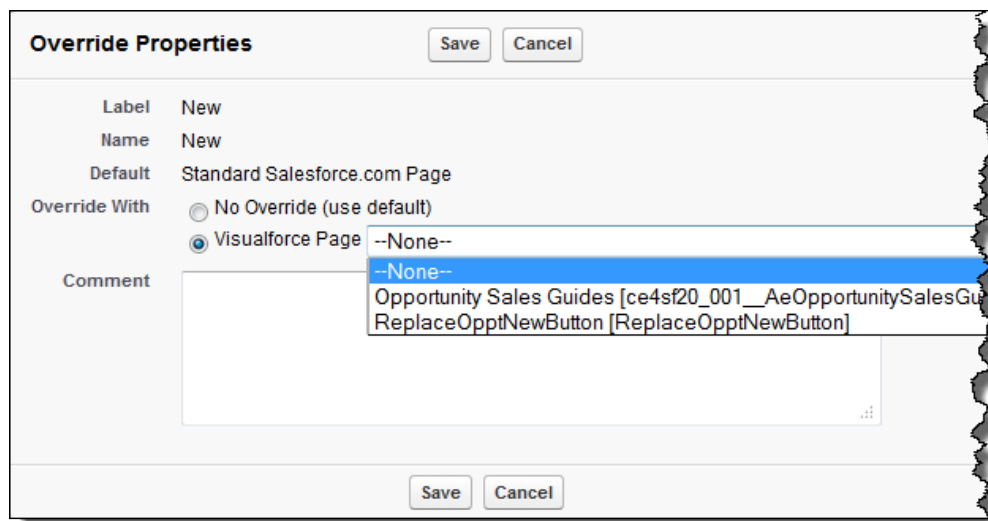 Override Properties Save Cancel
Label New
Name New
Default Standard Salesforce.com Page
Override With No Override (use default)
Visualforce Page --None--
--None--
Opportunity Sales Guides [ce4sf20_001__AeOpportunitySalesGu
Comment
ReplaceOpptNewButton [ReplaceOpptNewButton]
Save Cancel